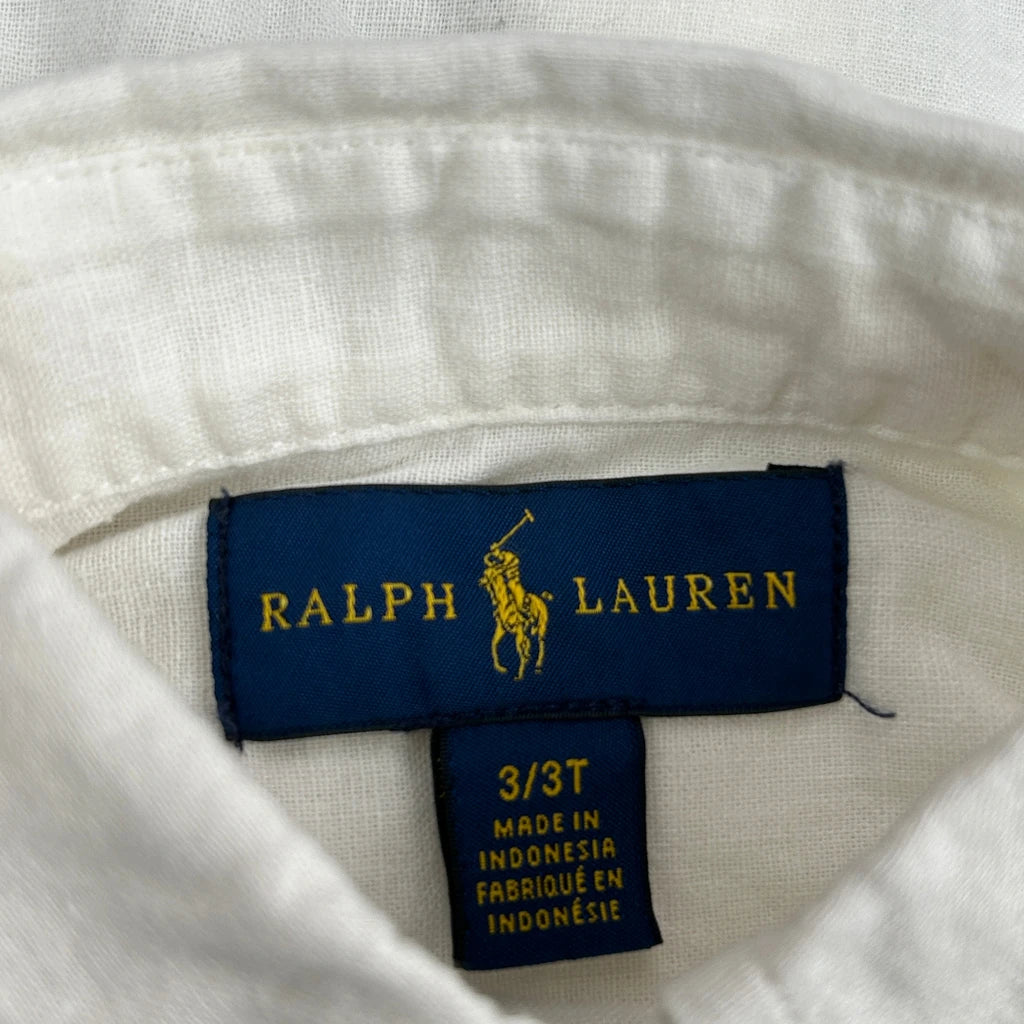 RALPH LAUREN
3/3T
MADE IN
INDONESIA
FABRIQUÉ EN
INDONÉSIE